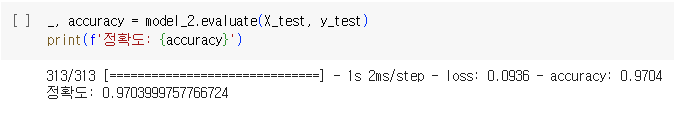 [ ] _, accuracy = model_2.evaluate(X_test, y_test)
print(f'정확도: {accuracy}')
313/313 [==============================] - 1s 2ms/step - loss: 0.0936 - accuracy: 0.9704
정확도: 0.9703999757766724